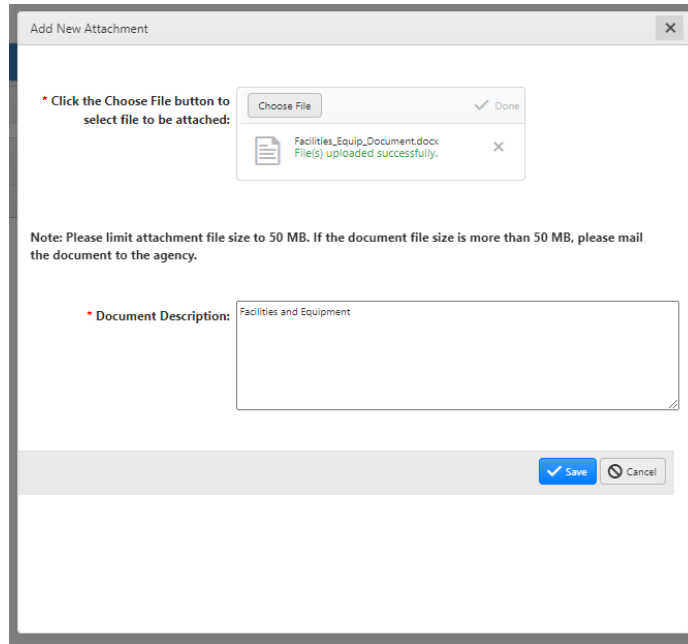 Add New Attachment
* Click the Choose File button to
select file to be attached:
Choose File
Done
Facilities_Equip_Document.docx
File(s) uploaded successfully.
Note: Please limit attachment file size to 50 MB. If the document file size is more than 50 MB, please mail
the document to the agency.
* Document Description:
Facilities and Equipment
Save
Cancel